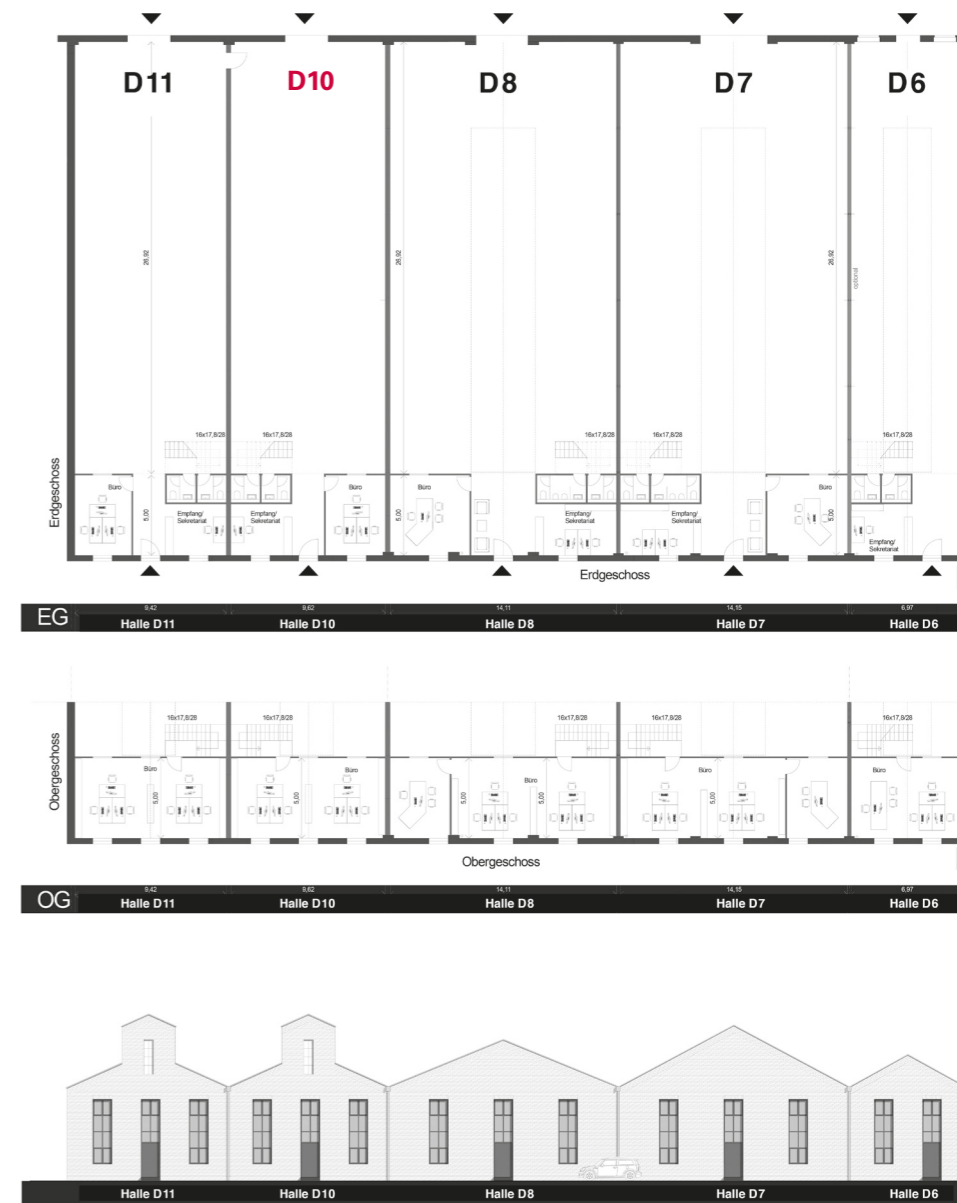 D11 D10 D8 D7 D6
26,92 26,92 26,92 optional
16x17,8/28 16x17,8/28 16x17,8/28 16x17,8/28 16x17,8/28
Erdgeschoss
Büro Büro Büro Büro Büro
5,00 5,00 5,00
Empfang/ Empfang/ Empfang/ Empfang/
Sekretariat Sekretariat Sekretariat Sekretariat
Empfang/
Sekretariat
Erdgeschoss
EG
9,42 9,62 14,11 14,15 6,97
Halle D11 Halle D10 Halle D8 Halle D7 Halle D6
16x17,8/28 16x17,8/28 16x17,8/28 16x17,8/28 16x17,8/28
Obergeschoss
Büro Büro Büro Büro Büro
5,00 5,00 5,00 5,00 5,00
Obergeschoss
OG
9,42 9,62 14,11 14,15 6,97
Halle D11 Halle D10 Halle D8 Halle D7 Halle D6
Halle D11 Halle D10 Halle D8 Halle D7 Halle D6